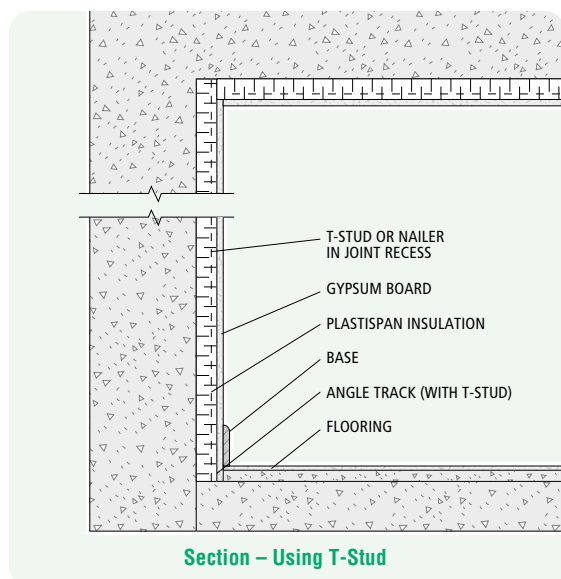 T-STUD OR NAILER
IN JOINT RECESS
GYPSUM BOARD
PLASTISPAN INSULATION
BASE
ANGLE TRACK (WITH T-STUD)
FLOORING
Section – Using T-Stud